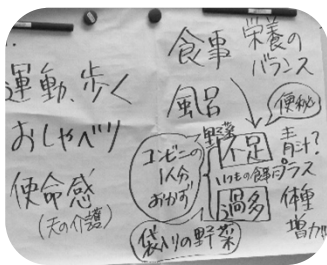 運動、歩く
おしゃべり
使命感
(夫の介護)
食事
栄養の
バランス
風呂
便秘
野菜
不足
青汁?
コンビニの
1人分
おかず
いつもの食事プラス
過多
体重
増加
袋入りの野菜